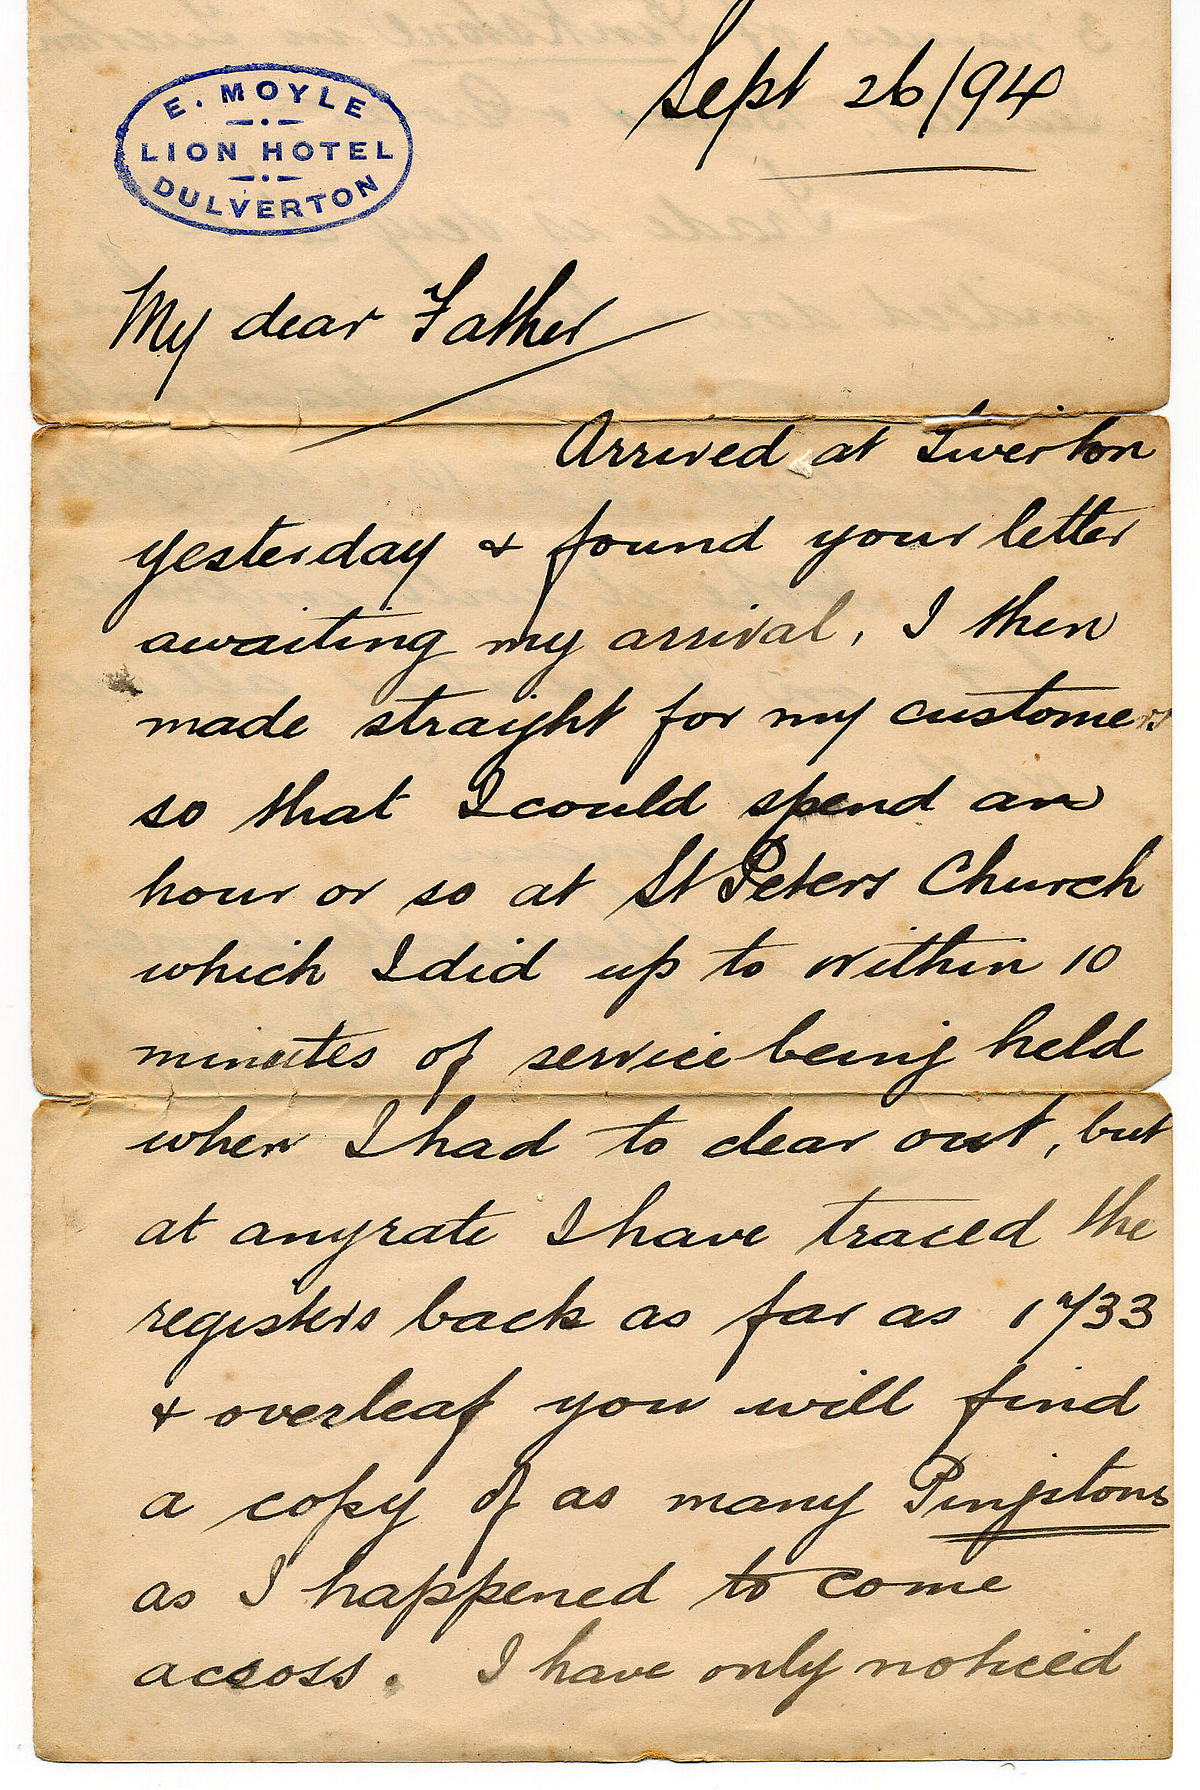 Sept 26/94
E. MOYLE
LION HOTEL
DULVERTON
My dear Father
Arrived at Tiverton
yesterday & found your letter
awaiting my arrival, I then
made straight for my customers
so that I could spend an
hour or so at St Peters Church
which I did up to within 10
minutes of service being held
when I had to clear out, but
at anyrate I have traced the
registers back as far as 1733
& overleaf you will find
a copy of as many Pingstons
as I happened to come
across. I have only noticed